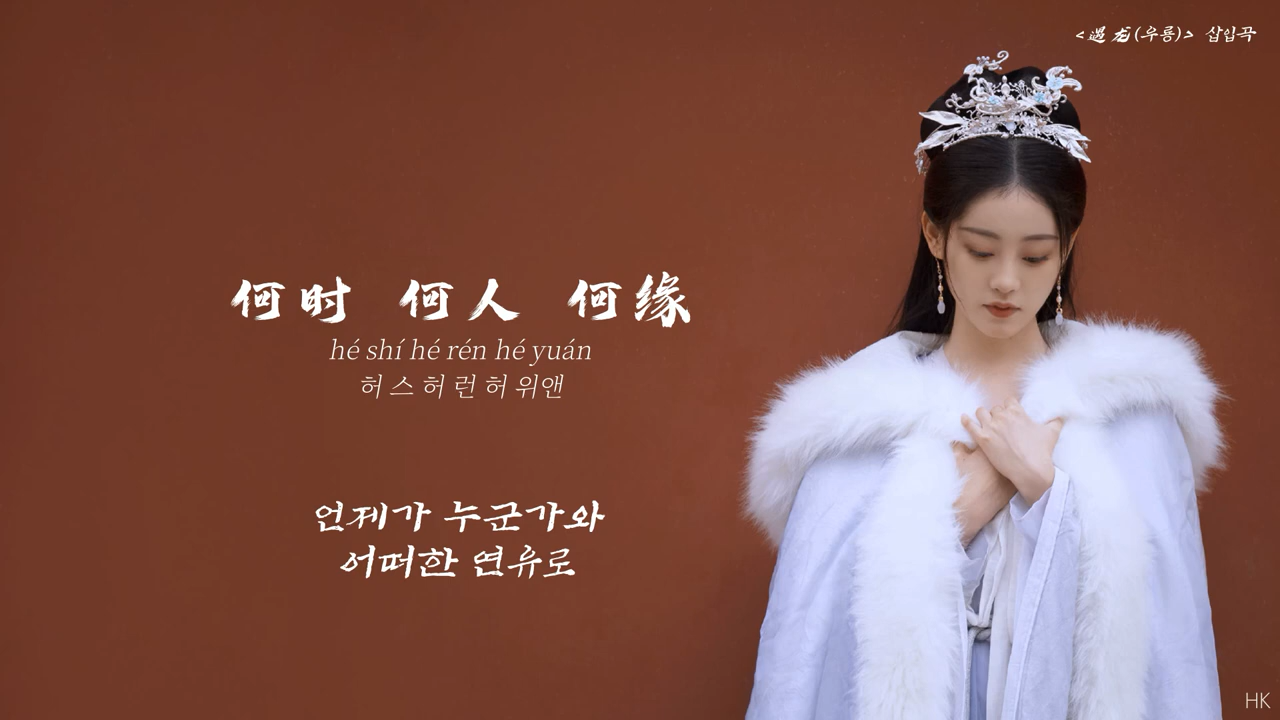 <遇龙(우룡)> 삽입곡
何时 何人 何缘
hé shí hé rén hé yuán
허 스 허 런 허 위앤
언제가 누군가와
어떠한 연유로
HK